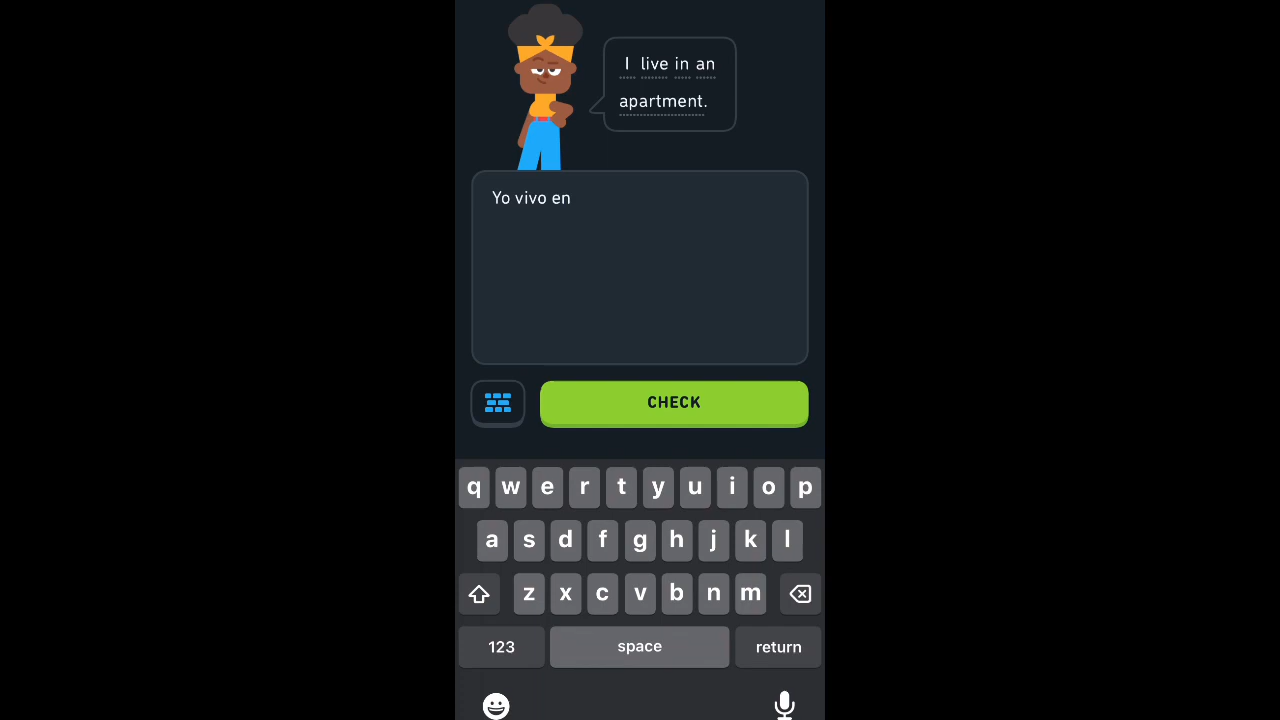 I live in an
apartment.
Yo vivo en
CHECK
q w e r t y u i o p
a s d f g h j k l
z x c v b n m
123 space return